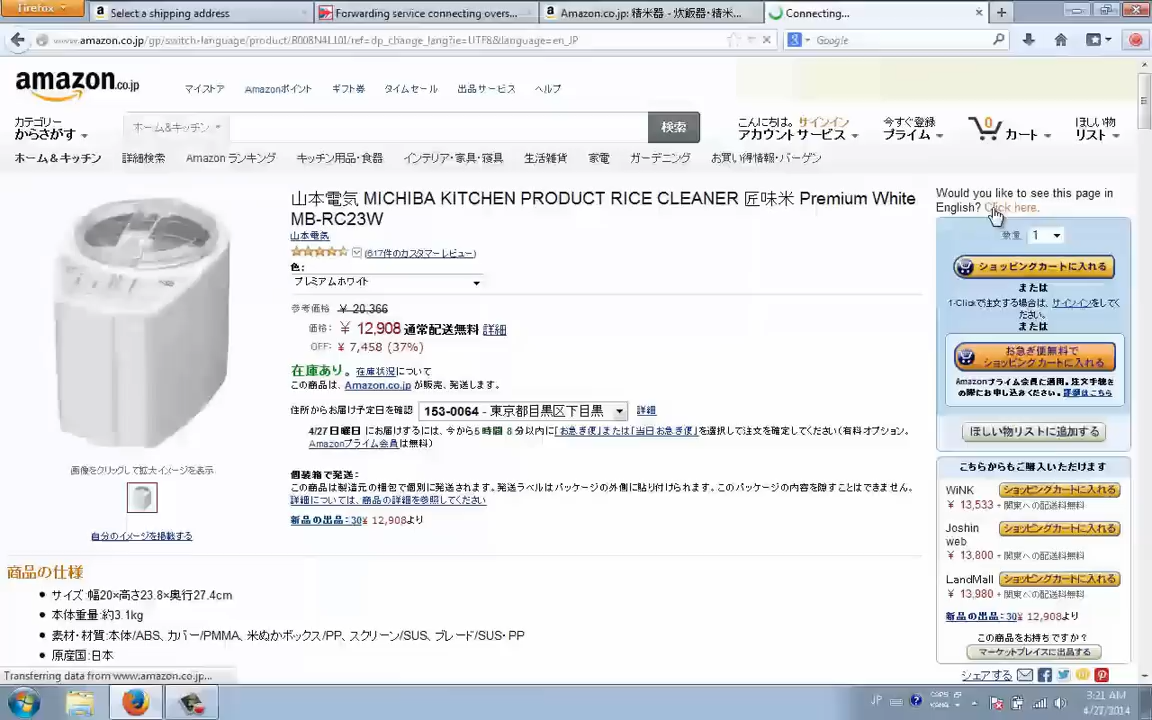 Firefox
Select a shipping address
Forwarding service connecting overs...
Amazon.co.jp: 精米器 - 炊飯器・精米...
Connecting...
www.amazon.co.jp/gp/switch-language/product/B008N4LL0I/ref=dp_change_lang?ie=UTF8&language=en_JP
Google
amazon.co.jp
マイストア Amazonポイント ギフト券 タイムセール 出品サービス ヘルプ
カテゴリー
からさがす
ホーム&キッチン
検索
こんにちは。サインイン
アカウントサービス
今すぐ登録
プライム
0
カート
ほしい物
リスト
ホーム&キッチン 詳細検索 Amazon ランキング キッチン用品・食器 インテリア・家具・寝具 生活雑貨 家電 ガーデニング お買い得情報・バーゲン
山本電気 MICHIBA KITCHEN PRODUCT RICE CLEANER 匠味米 Premium White
MB-RC23W
山本電気
(617件のカスタマーレビュー)
色:
プレミアムホワイト
参考価格: ¥ 20,366
価格: ¥ 12,908 通常配送無料 詳細
OFF: ¥ 7,458 (37%)
在庫あり。 在庫状況について
この商品は、Amazon.co.jp が販売、発送します。
住所からお届け予定日を確認 153-0064 - 東京都目黒区下目黒 詳細
4/27 日曜日 にお届けするには、今から5 時間 8 分以内に「お急ぎ便」または「当日お急ぎ便」を選択して注文を確定してください(有料オプション。
Amazonプライム会員は無料)
個装箱で発送:
この商品は製造元の梱包で個別に発送されます。発送ラベルはパッケージの外側に貼り付けられます。このパッケージの内容を隠すことはできません。
詳細については、商品の詳細を参照してください
新品の出品:30¥ 12,908より
画像をクリックして拡大イメージを表示
自分のイメージを掲載する
商品の仕様
サイズ:幅20×高さ23.8×奥行27.4cm
本体重量:約3.1kg
素材・材質:本体/ABS、カバー/PMMA、米ぬかボックス/PP、スクリーン/SUS、ブレード/SUS・PP
原産国:日本
Would you like to see this page in
English? Click here.
数量: 1
ショッピングカートに入れる
または
1-Clickで注文する場合は、サインインをしてく
ださい。
または
お急ぎ便無料で
ショッピングカートに入れる
Amazonプライム会員に適用。注文手続き
の際にお申し込みください。詳細はこちら
ほしい物リストに追加する
こちらからもご購入いただけます
WiNK ショッピングカートに入れる
¥ 13,533 + 関東への配送料無料
Joshin
web ショッピングカートに入れる
¥ 13,800 + 関東への配送料無料
LandMall ショッピングカートに入れる
¥ 13,980 + 関東への配送料無料
新品の出品:30¥ 12,908より
この商品をお持ちですか?
マーケットプレイスに出品する
シェアする
Transferring data from www.amazon.co.jp...
JP
CAPS
KANA
3:21 AM
4/27/2014